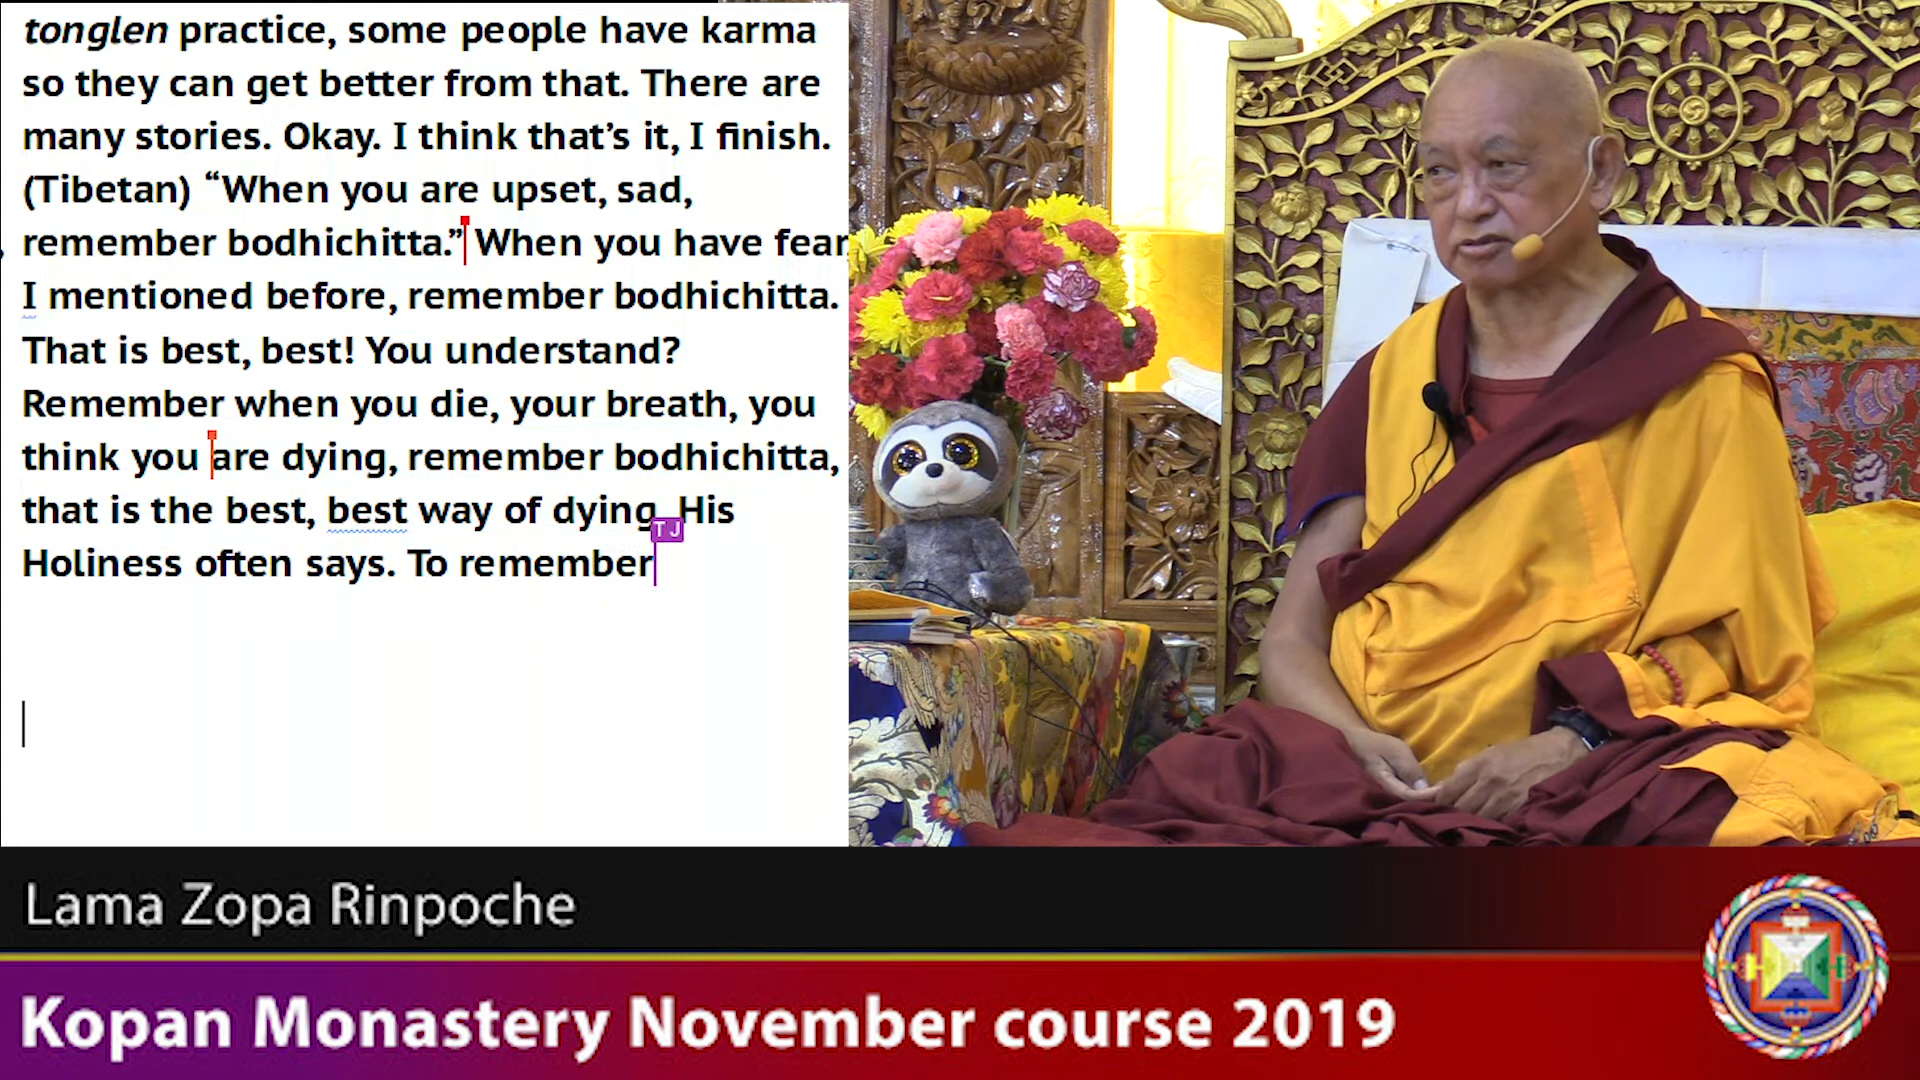 tonglen practice, some people have karma
so they can get better from that. There are
many stories. Okay. I think that’s it, I finish.
(Tibetan) “When you are upset, sad,
remember bodhichitta.” When you have fear,
I mentioned before, remember bodhichitta.
That is best, best! You understand?
Remember when you die, your breath, you
think you are dying, remember bodhichitta,
that is the best, best way of dying, His
TJ
Holiness often says. To remember
Lama Zopa Rinpoche
Kopan Monastery November course 2019